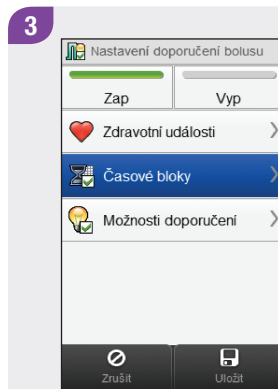 3
Nastavení doporučení bolusu
Zap Vyp
Zdravotní události
Časové bloky
Možnosti doporučení
Zrušit Uložit